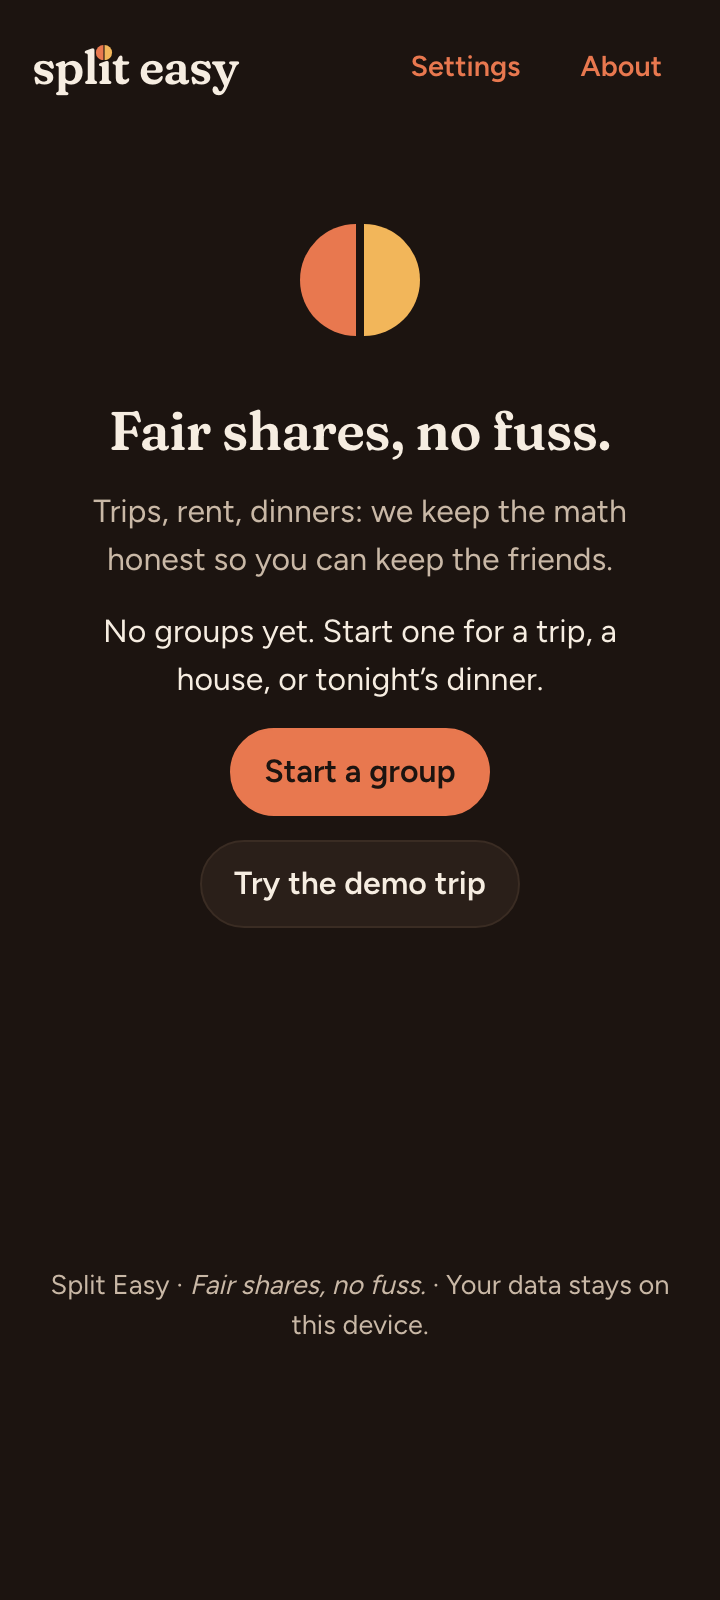 split easy
Settings
About
Fair shares, no fuss.
Trips, rent, dinners: we keep the math
honest so you can keep the friends.
No groups yet. Start one for a trip, a
house, or tonight’s dinner.
Start a group
Try the demo trip
Split Easy · Fair shares, no fuss. · Your data stays on
this device.